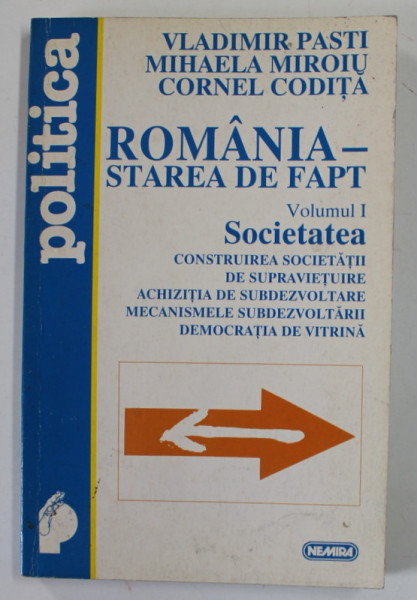 politica
VLADIMIR PASTI
MIHAELA MIROIU
CORNEL CODIȚĂ
ROMÂNIA –
STAREA DE FAPT
Volumul I
Societatea
CONSTRUIREA SOCIETĂȚII
DE SUPRAVIEȚUIRE
ACHIZIȚIA DE SUBDEZVOLTARE
MECANISMELE SUBDEZVOLTĂRII
DEMOCRAȚIA DE VITRINĂ
NEMIRA